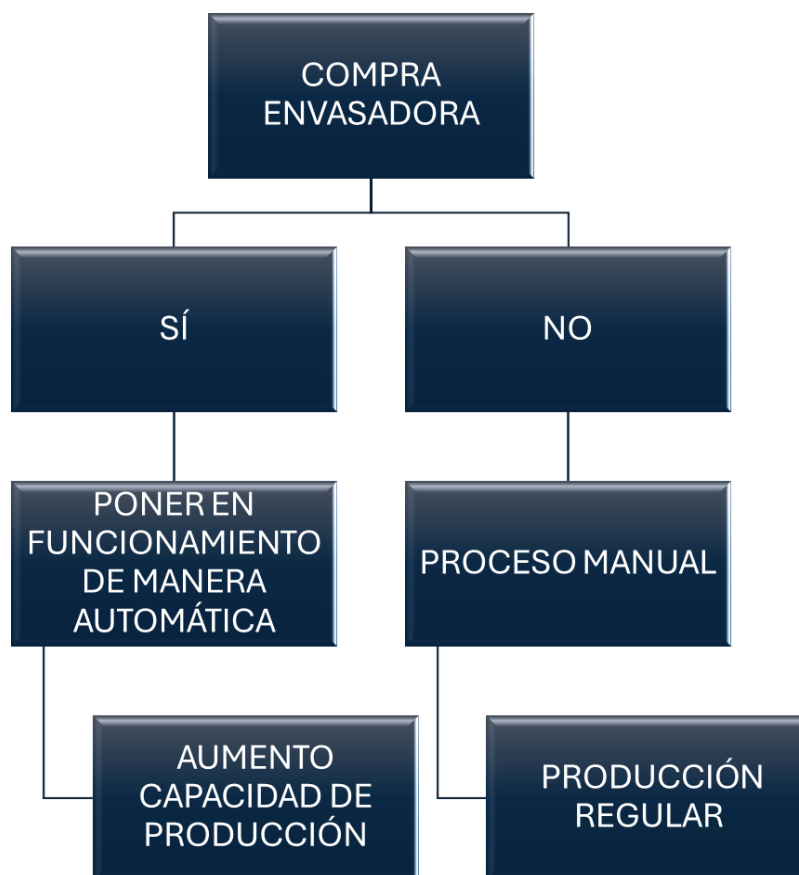 COMPRA
ENVASADORA
SÍ
NO
PONER EN
FUNCIONAMIENTO
DE MANERA
AUTOMÁTICA
PROCESO MANUAL
AUMENTO
CAPACIDAD DE
PRODUCCIÓN
PRODUCCIÓN
REGULAR